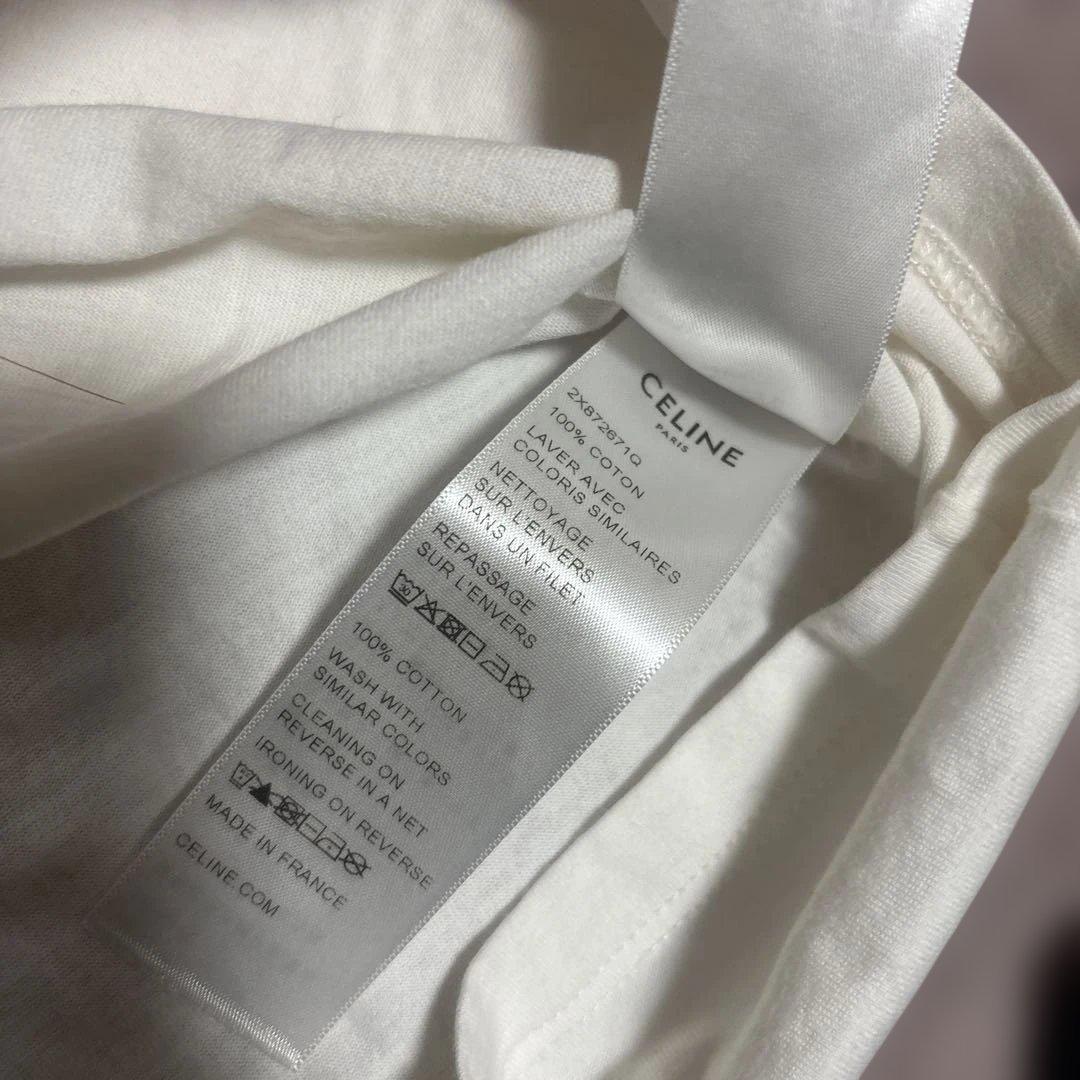 CELINE
PARIS
2X872671Q
100% COTON
LAVER AVEC
COLORIS SIMILAIRES
NETTOYAGE
SUR L'ENVERS
DANS UN FILET
REPASSAGE
SUR L'ENVERS
30
100% COTTON
WASH WITH
SIMILAR COLORS
CLEANING ON
REVERSE IN A NET
IRONING ON REVERSE
MADE IN FRANCE
CELINE.COM